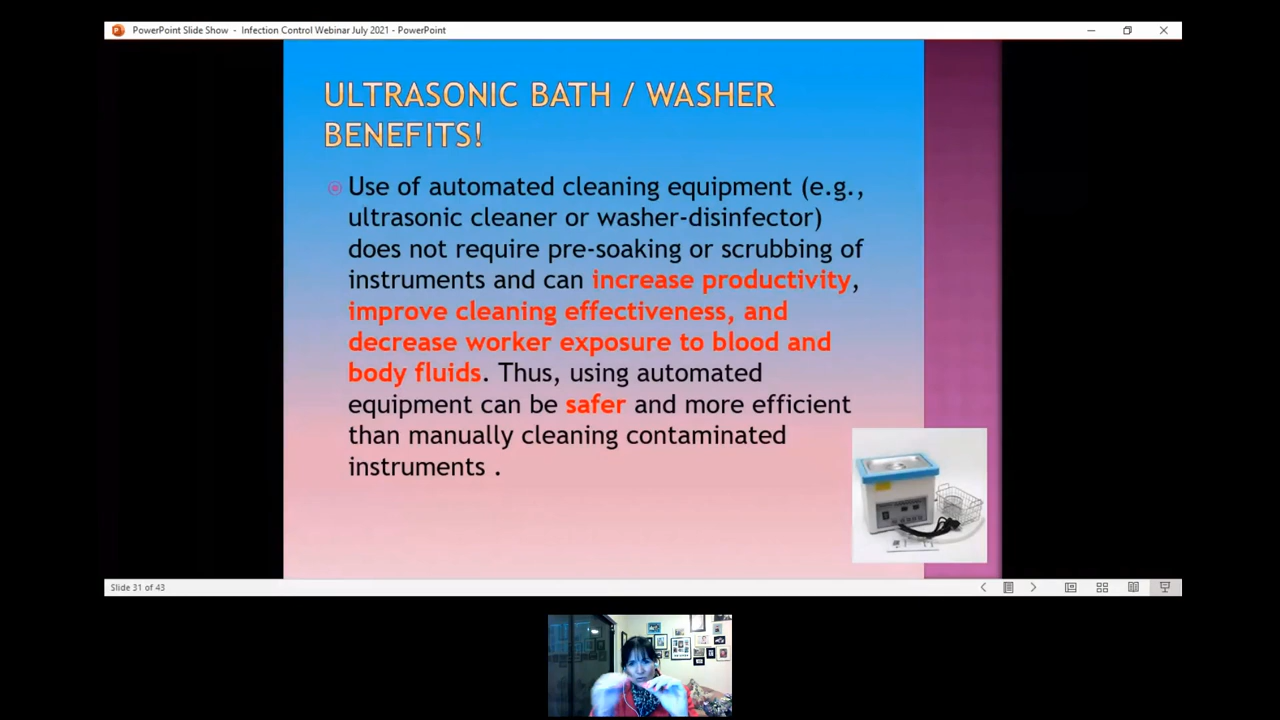 PowerPoint Slide Show - Infection Control Webinar July 2021 - PowerPoint
ULTRASONIC BATH / WASHER
BENEFITS!
Use of automated cleaning equipment (e.g.,
ultrasonic cleaner or washer-disinfector)
does not require pre-soaking or scrubbing of
instruments and can increase productivity,
improve cleaning effectiveness, and
decrease worker exposure to blood and
body fluids. Thus, using automated
equipment can be safer and more efficient
than manually cleaning contaminated
instruments .
Slide 31 of 43